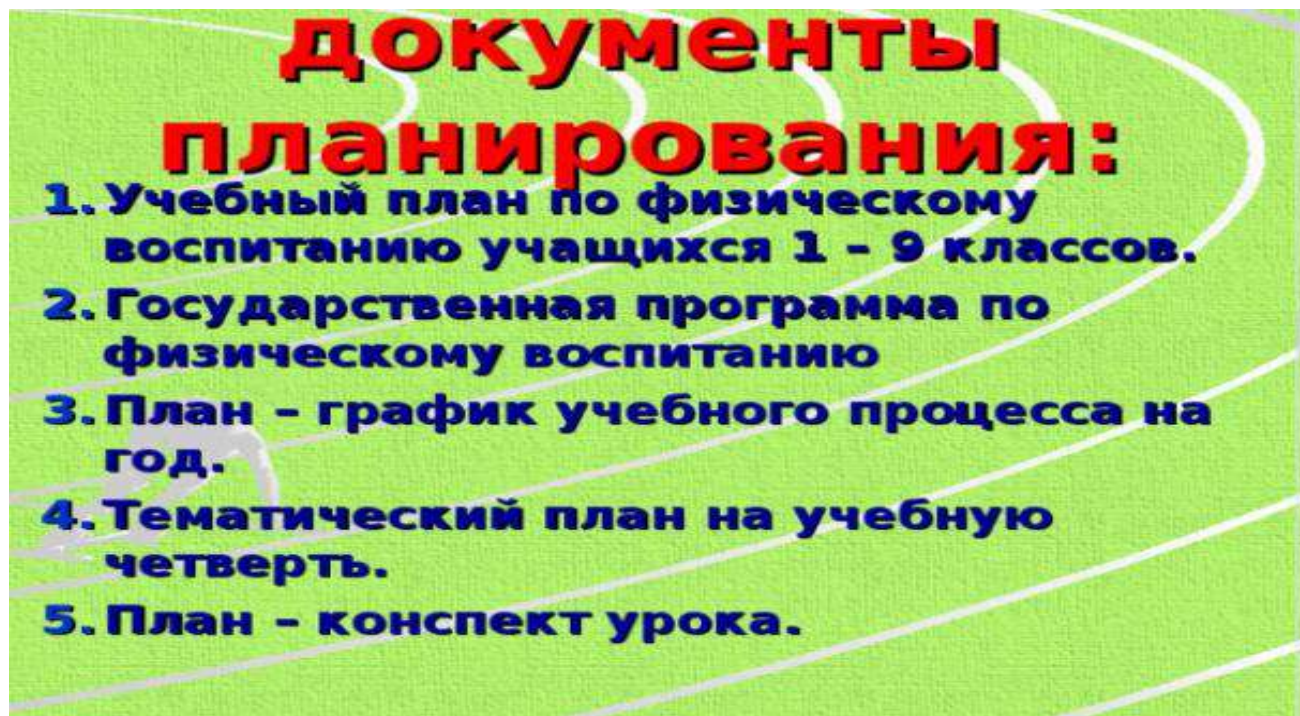 документы
планирования:
1. Учебный план по физическому
воспитанию учащихся 1 – 9 классов.
2. Государственная программа по
физическому воспитанию
3. План – график учебного процесса на
год.
4. Тематический план на учебную
четверть.
5. План – конспект урока.